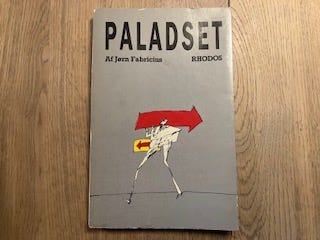 PALADSET
Af Jørn Fabricius RHODOS